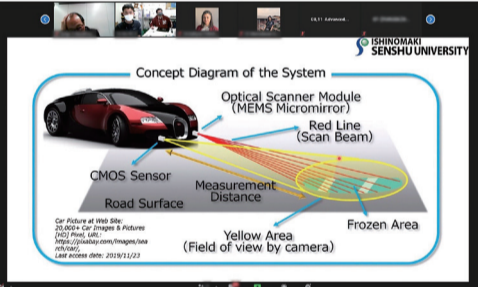 ISHINOMAKI
SENSHU UNIVERSITY
Concept Diagram of the System
Optical Scanner Module
(MEMS Micromirror)
Red Line
(Scan Beam)
CMOS Sensor
Measurement
Distance
Road Surface
Frozen Area
Yellow Area
(Field of view by camera)
Car Picture at Web Site:
20,000+ Car Images & Pictures
[HD] Pixel, URL:
https://pixabay.com/images/sea
rch/car/,
Last access date: 2019/11/23